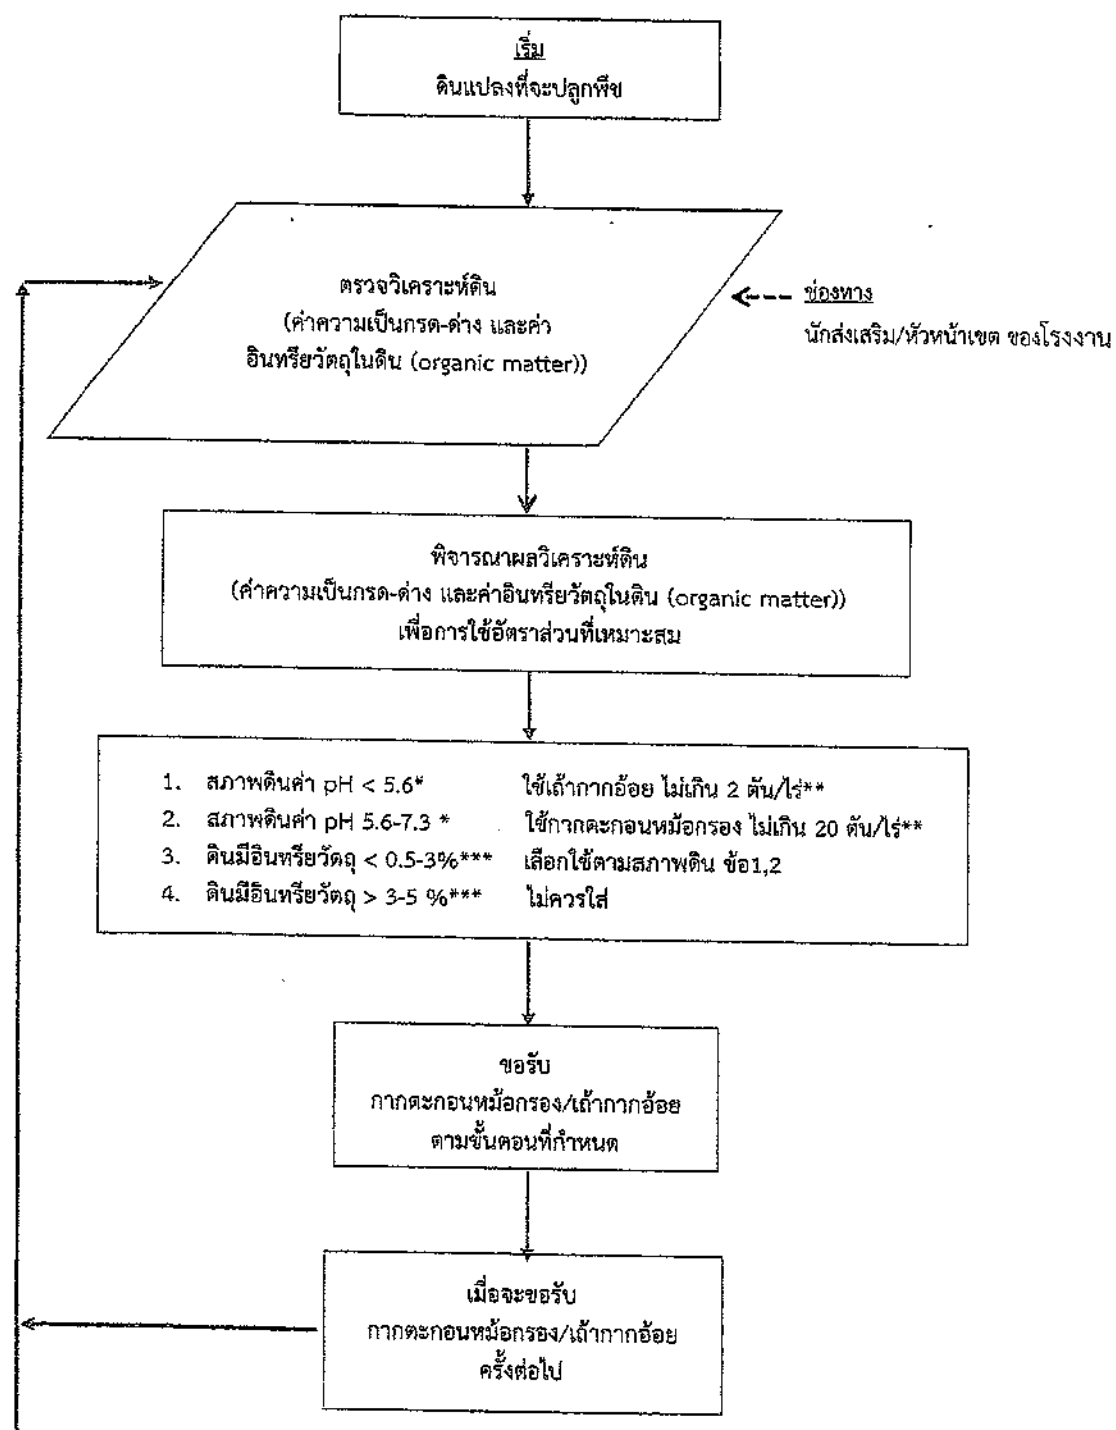 เริ่ม
ดินแปลงที่จะปลูกพืช
ตรวจวิเคราะห์ดิน
(ค่าความเป็นกรด-ด่าง และค่า
อินทรียวัตถุในดิน (organic matter))
ช่องทาง
นักส่งเสริม/หัวหน้าเขต ของโรงงาน
พิจารณาผลวิเคราะห์ดิน
(ค่าความเป็นกรด-ด่าง และค่าอินทรียวัตถุในดิน (organic matter))
เพื่อการใช้อัตราส่วนที่เหมาะสม
1. สภาพดินค่า pH < 5.6* ใช้เถ้ากากอ้อย ไม่เกิน 2 ตัน/ไร่**
2. สภาพดินค่า pH 5.6-7.3 * ใช้กากตะกอนหม้อกรอง ไม่เกิน 20 ตัน/ไร่**
3. ดินมีอินทรียวัตถุ < 0.5-3%*** เลือกใช้ตามสภาพดิน ข้อ1,2
4. ดินมีอินทรียวัตถุ > 3-5 %*** ไม่ควรใส่
ขอรับ
กากตะกอนหม้อกรอง/เถ้ากากอ้อย
ตามขั้นตอนที่กำหนด
เมื่อจะขอรับ
กากตะกอนหม้อกรอง/เถ้ากากอ้อย
ครั้งต่อไป